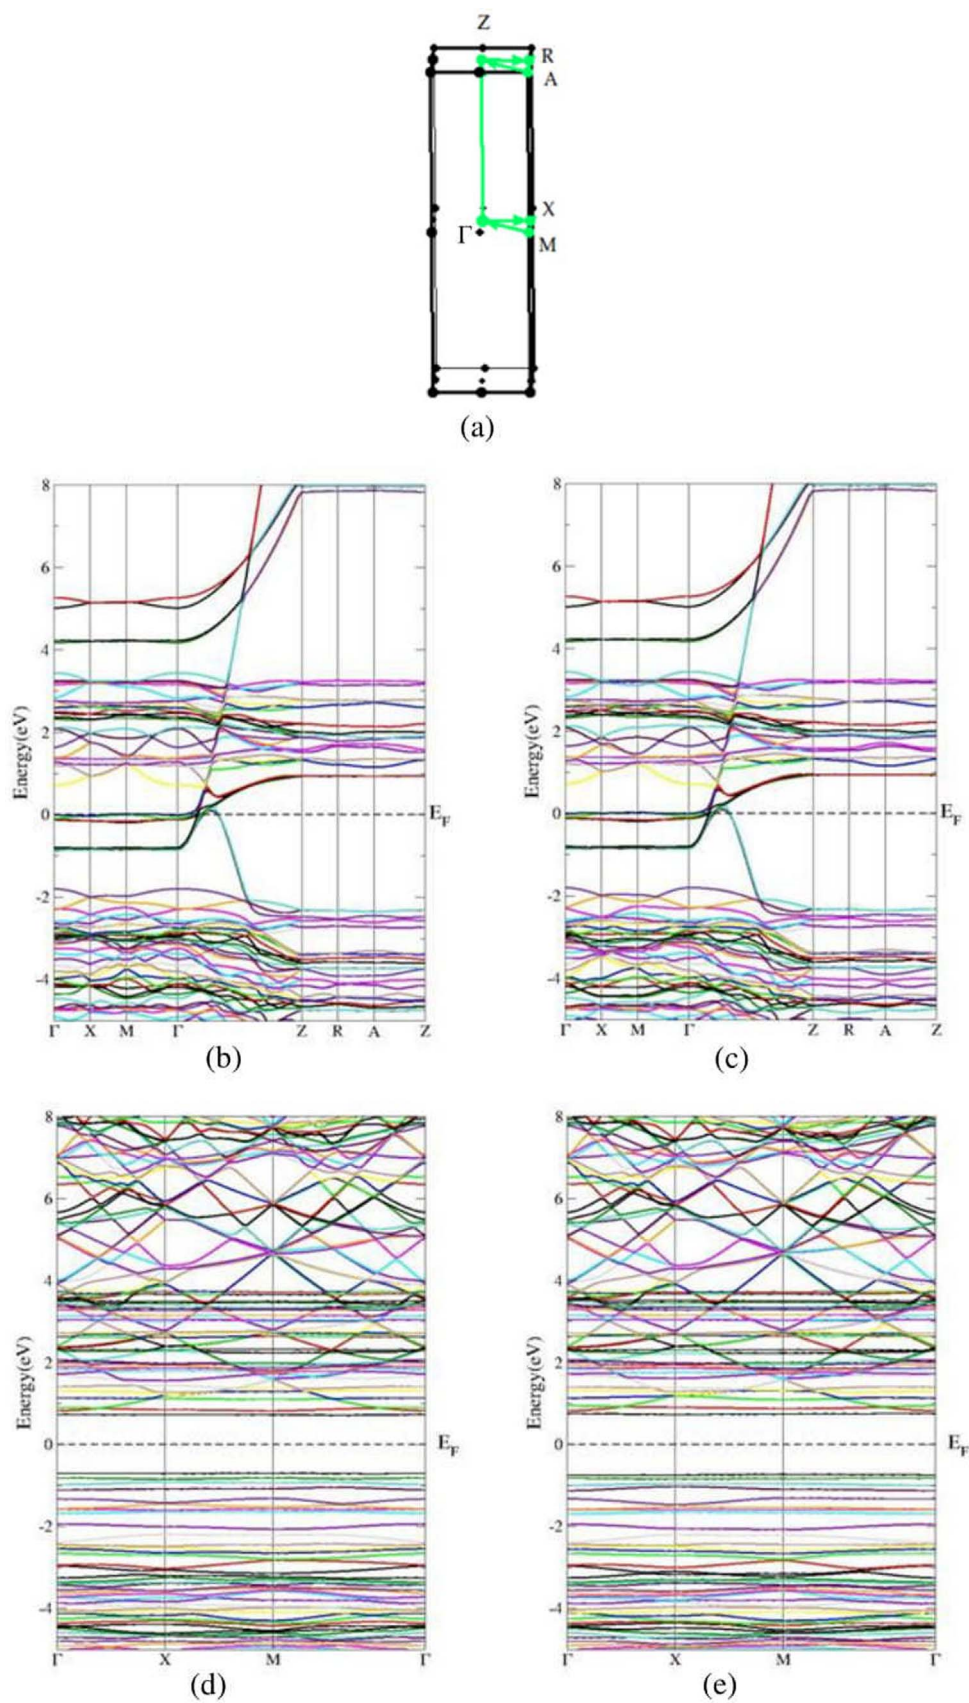 Z
R
A
X
Γ
M
(a)
8
6
4
2
0
-2
-4
Energy(eV)
E_F
Γ X M Γ Z R A Z
(b)
8
6
4
2
0
-2
-4
Energy(eV)
E_F
Γ X M Γ Z R A Z
(c)
8
6
4
2
0
-2
-4
Energy(eV)
E_F
Γ X M Γ
(d)
8
6
4
2
0
-2
-4
Energy(eV)
E_F
Γ X M Γ
(e)